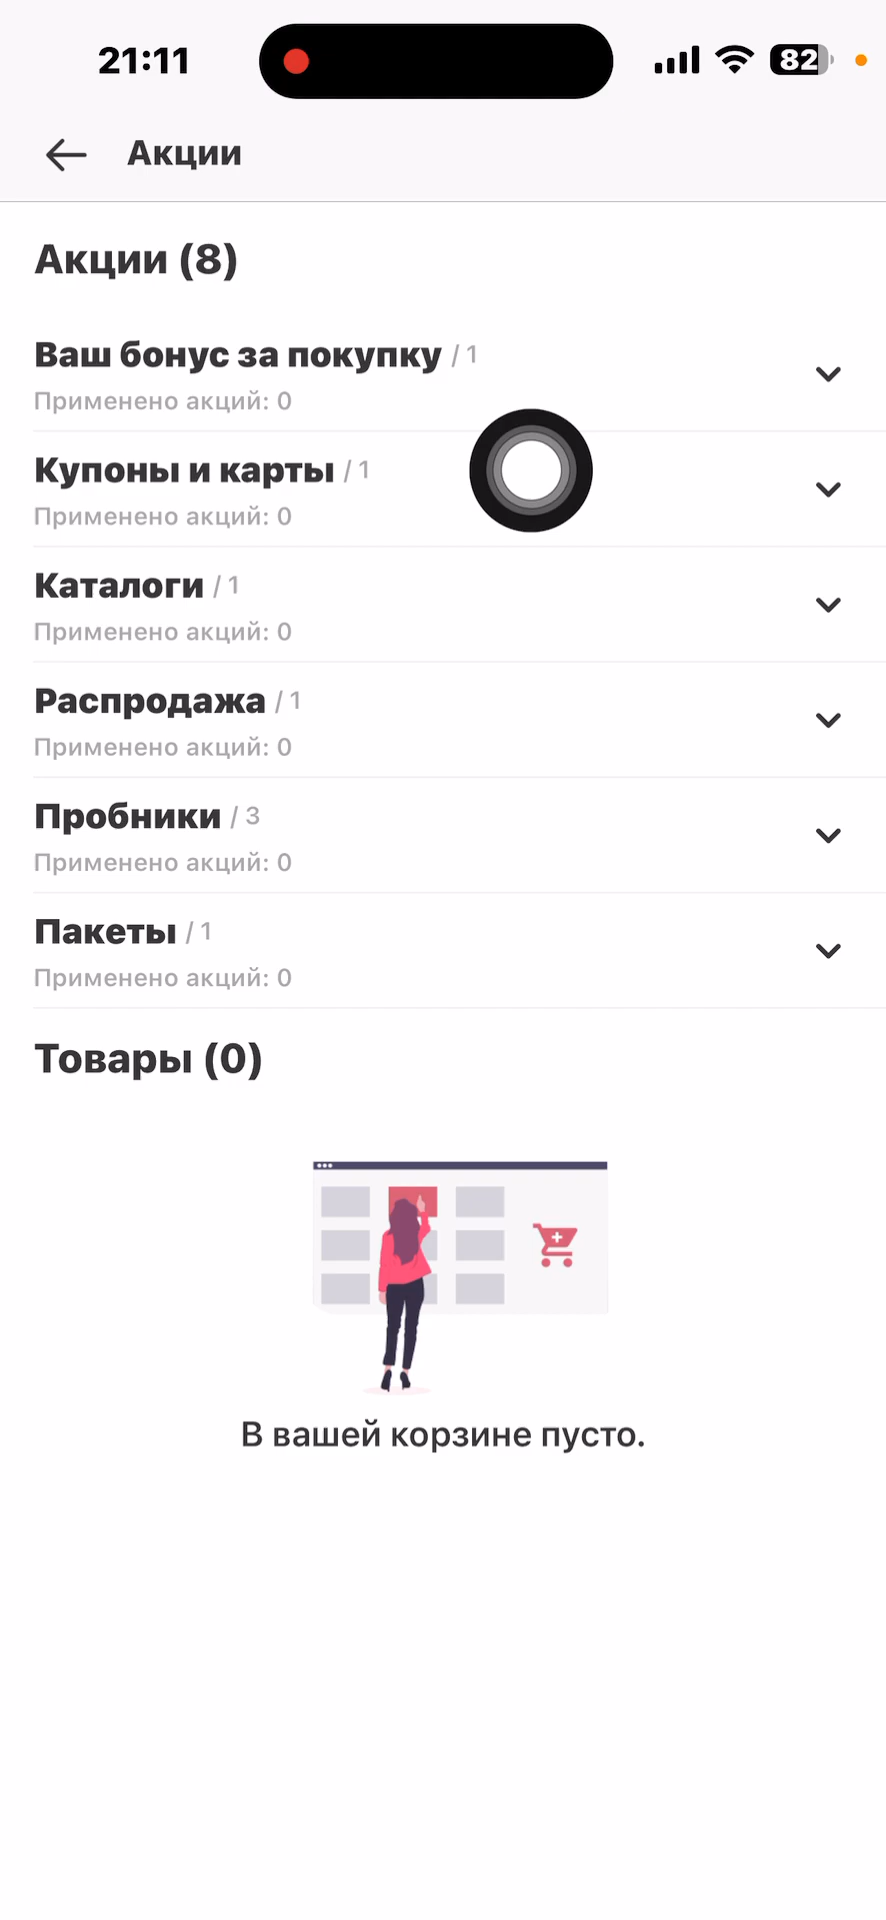 21:11
82
Акции
Акции (8)
Ваш бонус за покупку / 1
Применено акций: 0
Купоны и карты / 1
Применено акций: 0
Каталоги / 1
Применено акций: 0
Распродажа / 1
Применено акций: 0
Пробники / 3
Применено акций: 0
Пакеты / 1
Применено акций: 0
Товары (0)
В вашей корзине пусто.